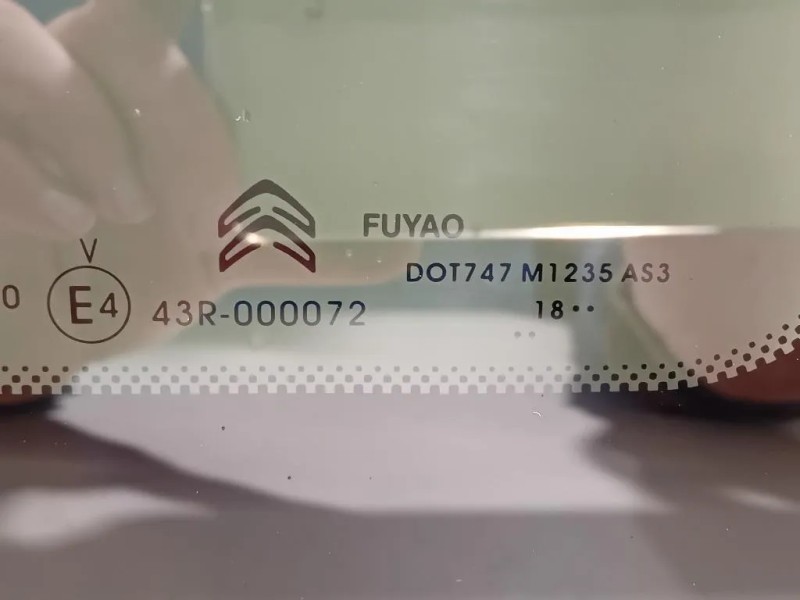 FUYAO
DOT747 M1235 AS3
18••
••
V
0 E4 43R-000072